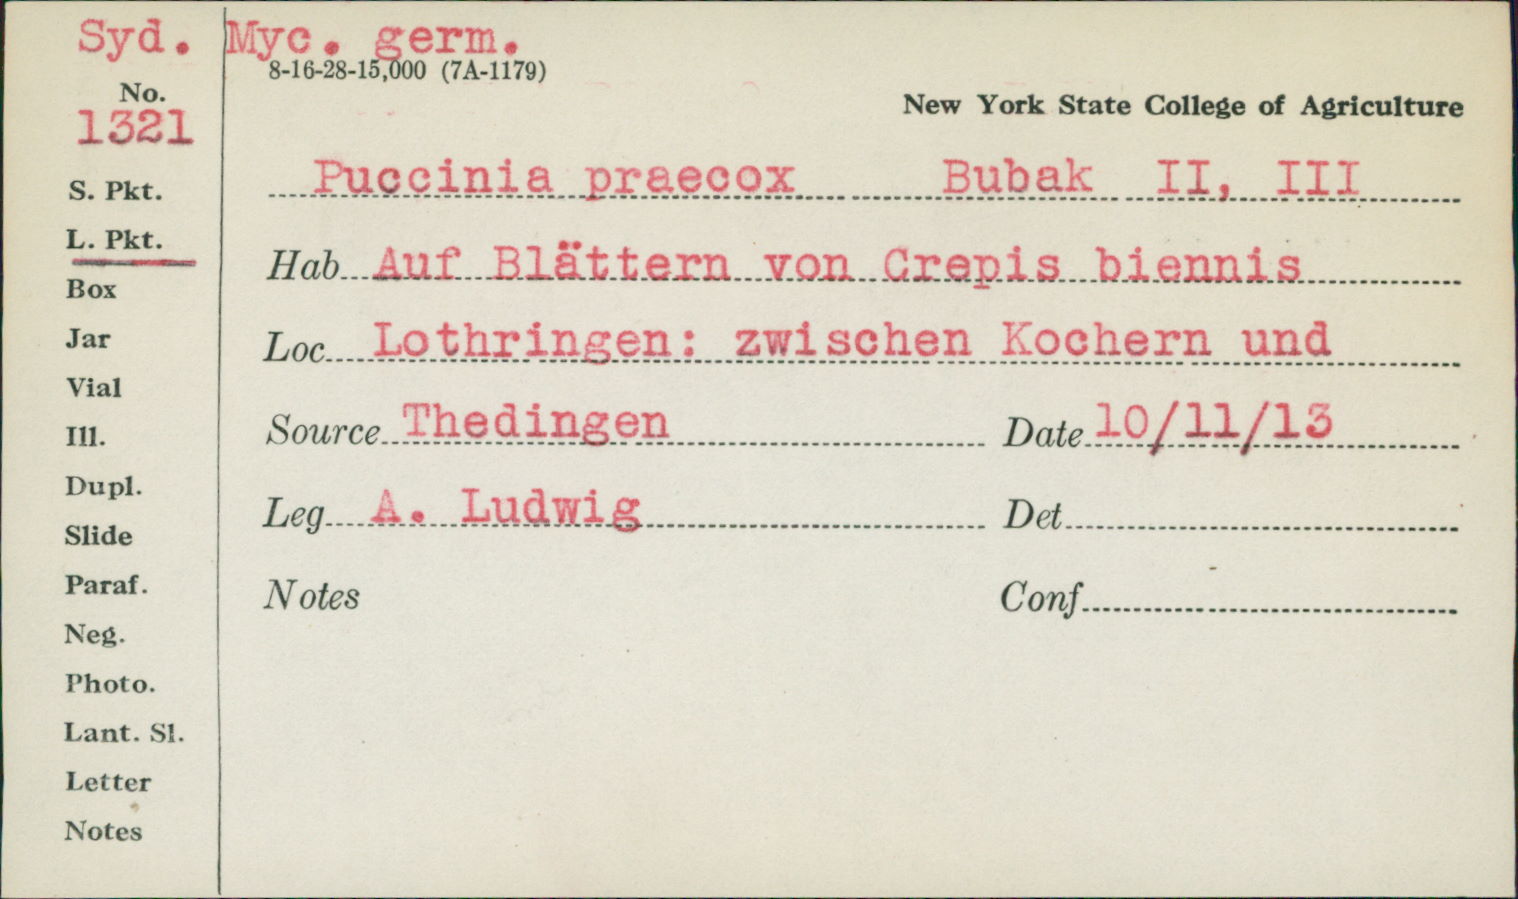 Syd. Myc. germ.
8-16-28-15,000 (7A-1179)
No.
1321
New York State College of Agriculture
S. Pkt.
Puccinia praecox Bubak II, III
L. Pkt.
Hab Auf Blättern von Crepis biennis
Box
Jar
Loc Lothringen: zwischen Kochern und
Vial
Ill.
Source Thedingen Date 10/11/13
Dupl.
Slide
Leg A. Ludwig Det
Paraf.
Notes Conf
Neg.
Photo.
Lant. Sl.
Letter
Notes